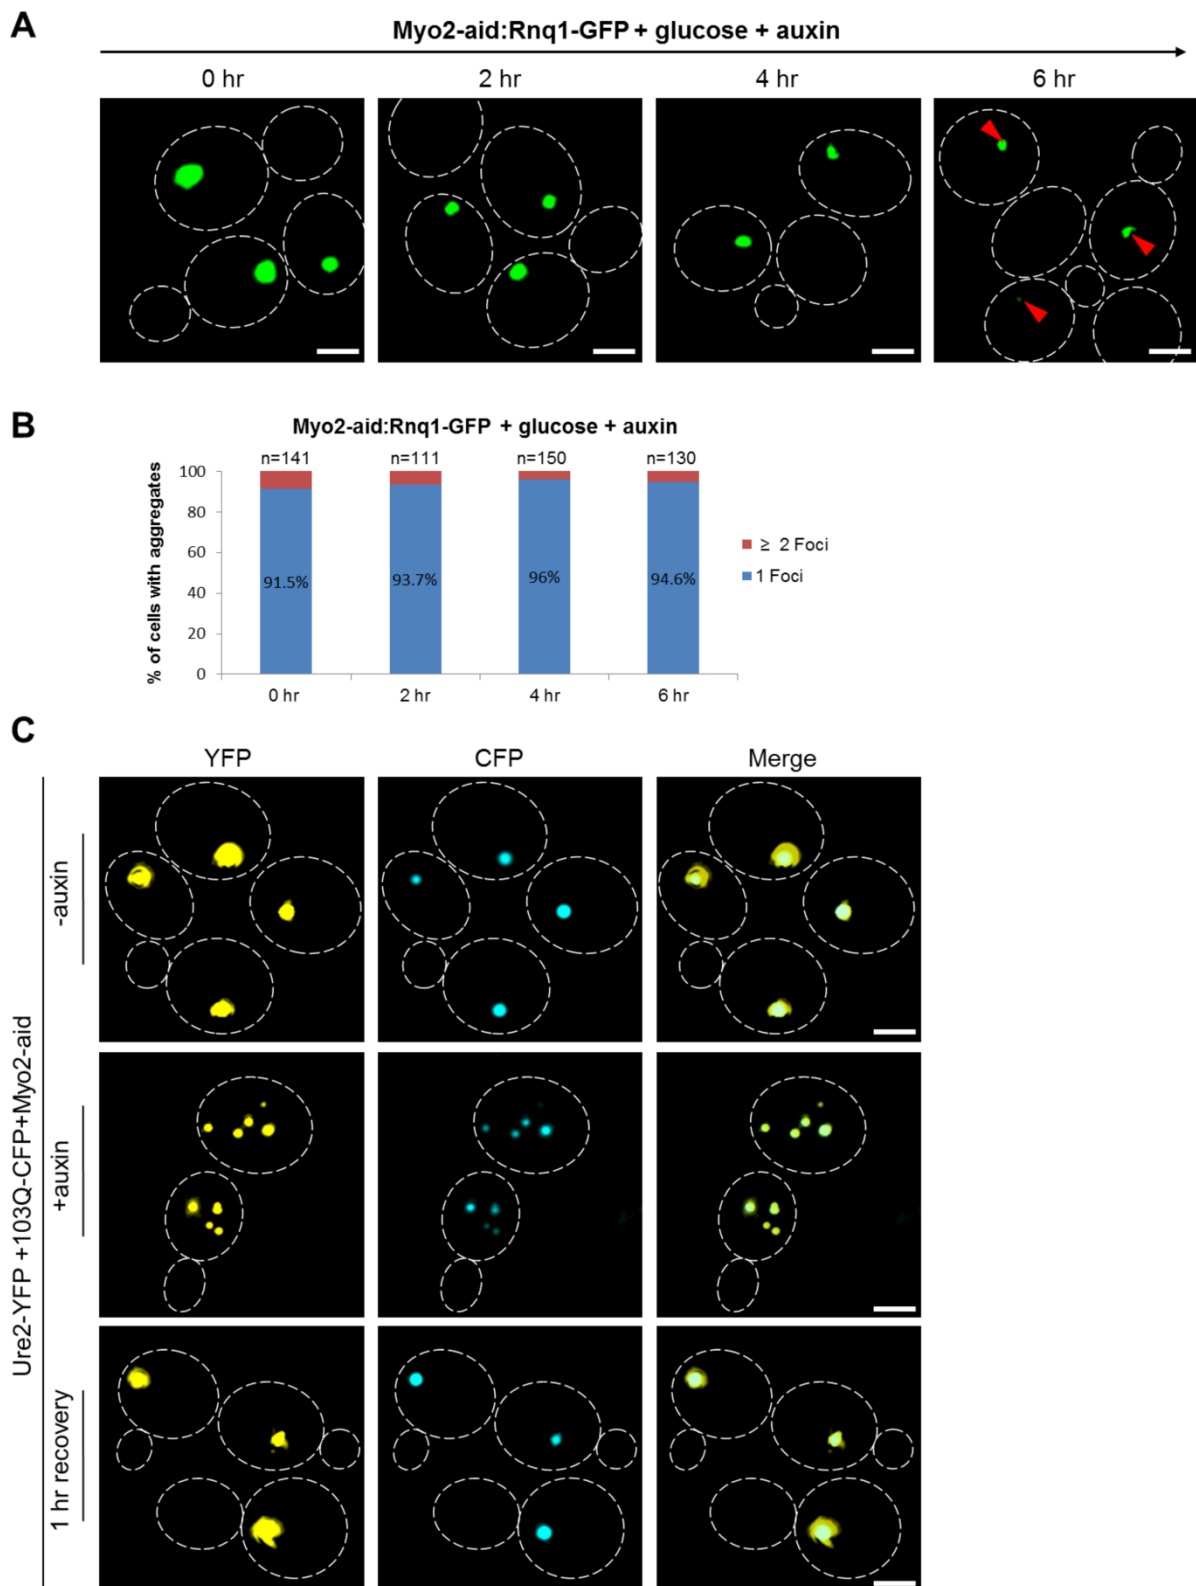 A
Myo2-aid:Rnq1-GFP + glucose + auxin
0 hr 2 hr 4 hr 6 hr
B
Myo2-aid:Rnq1-GFP + glucose + auxin
n=141 n=111 n=150 n=130
% of cells with aggregates
100
80
60
40
20
0
91.5% 93.7% 96% 94.6%
0 hr 2 hr 4 hr 6 hr
≥ 2 Foci
1 Foci
C
YFP CFP Merge
Ure2-YFP +103Q-CFP+Myo2-aid
-auxin
+auxin
1 hr recovery